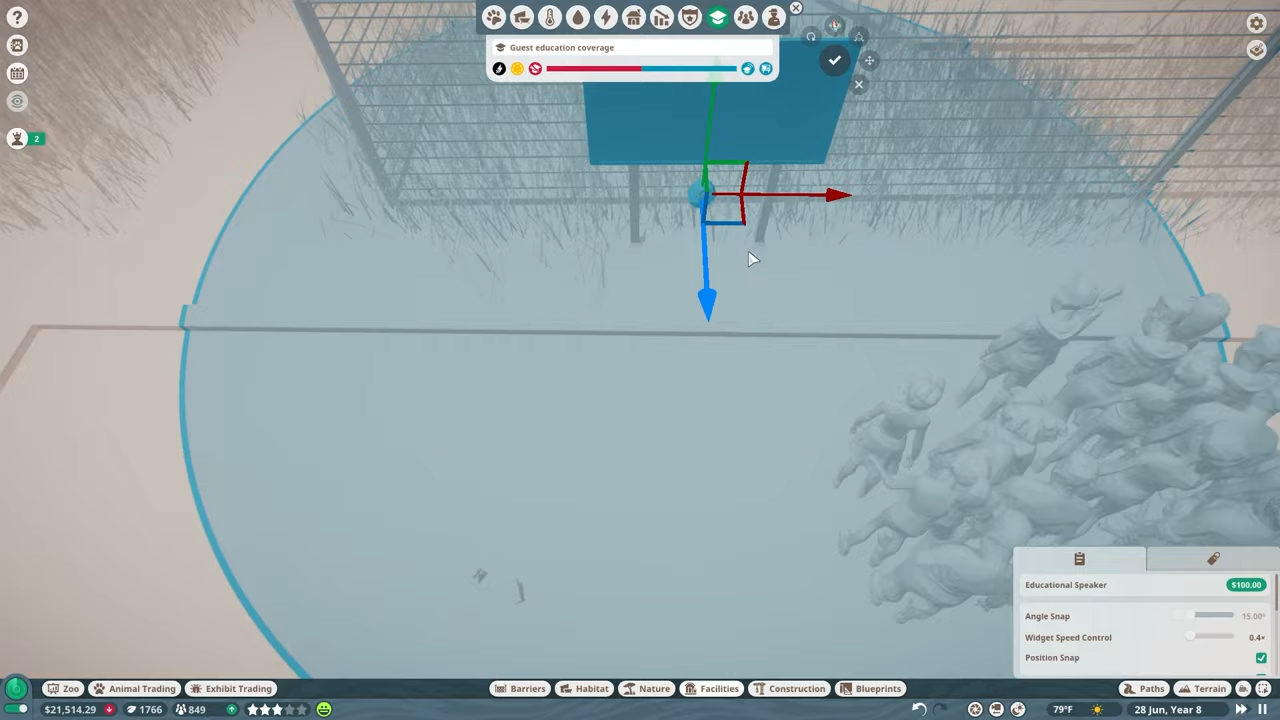 Guest education coverage
2
Educational Speaker
$100.00
Angle Snap
15.00°
Widget Speed Control
0.4×
Position Snap
Zoo
Animal Trading
Exhibit Trading
Barriers
Habitat
Nature
Facilities
Construction
Blueprints
Paths
Terrain
$21,514.29
1766
849
79°F
28 Jun, Year 8